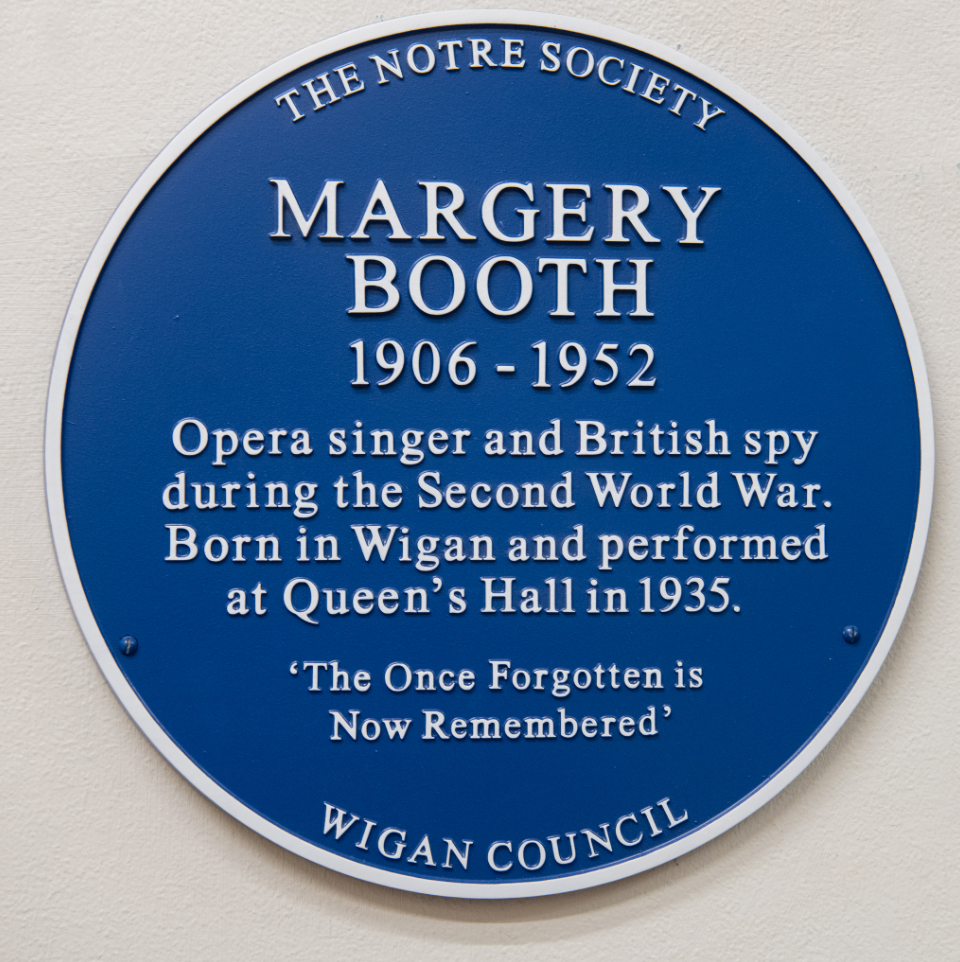 THE NOTRE SOCIETY
MARGERY
BOOTH
1906 - 1952
Opera singer and British spy
during the Second World War.
Born in Wigan and performed
at Queen’s Hall in 1935.
‘The Once Forgotten is
Now Remembered’
WIGAN COUNCIL